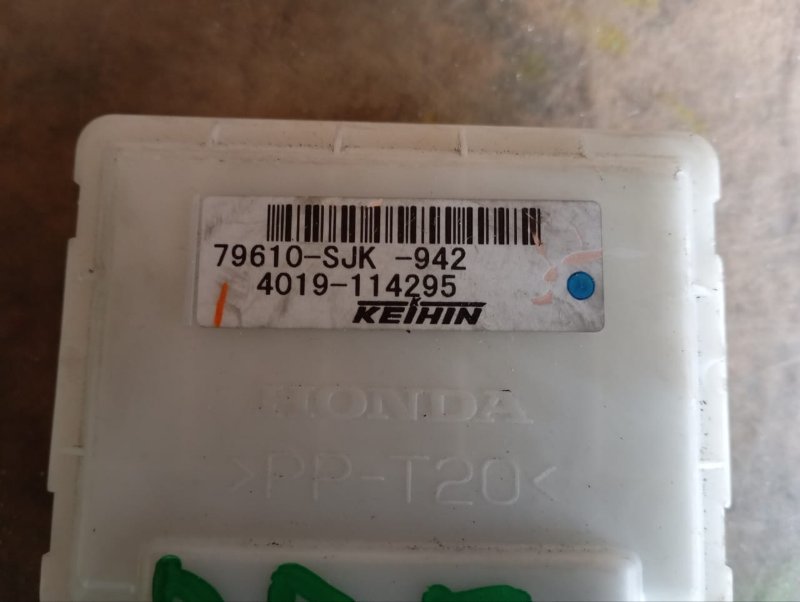 79610-SJK -942
4019-114295
KEIHIN
HONDA
>PP-T20<